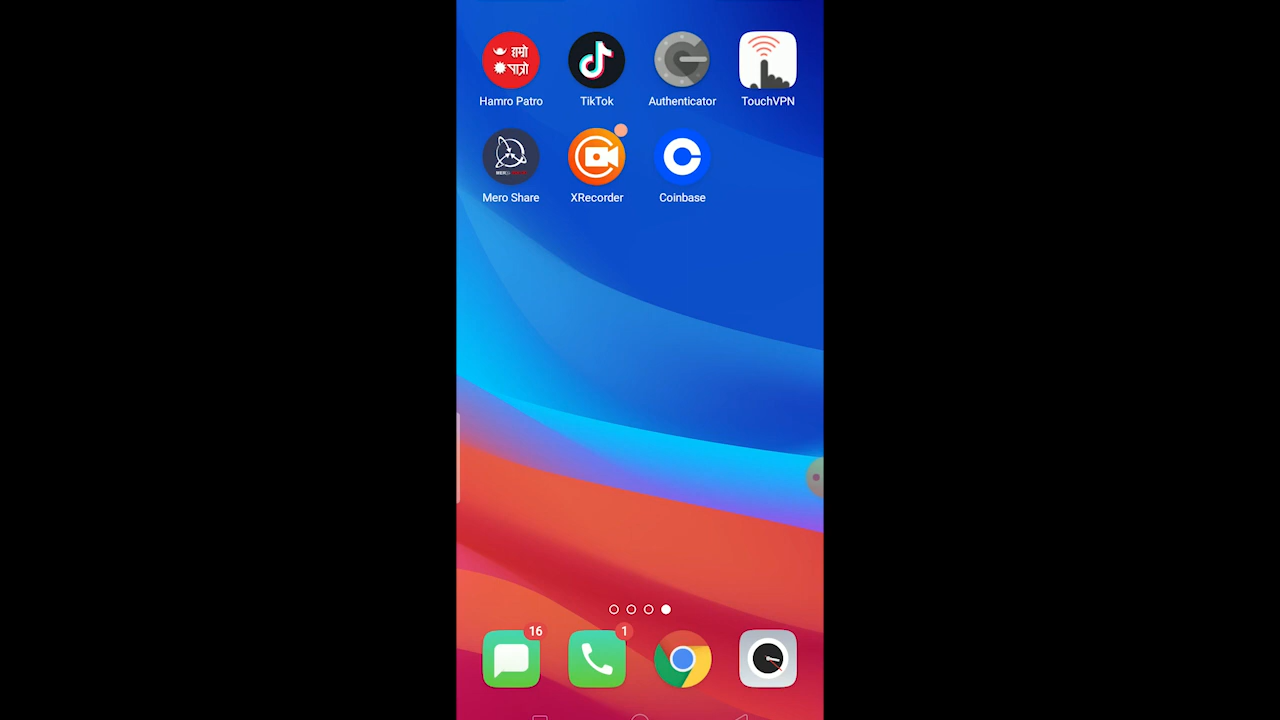 हाम्रो
पात्रो
Hamro Patro
TikTok
Authenticator
TouchVPN
Mero Share
XRecorder
Coinbase
16
1